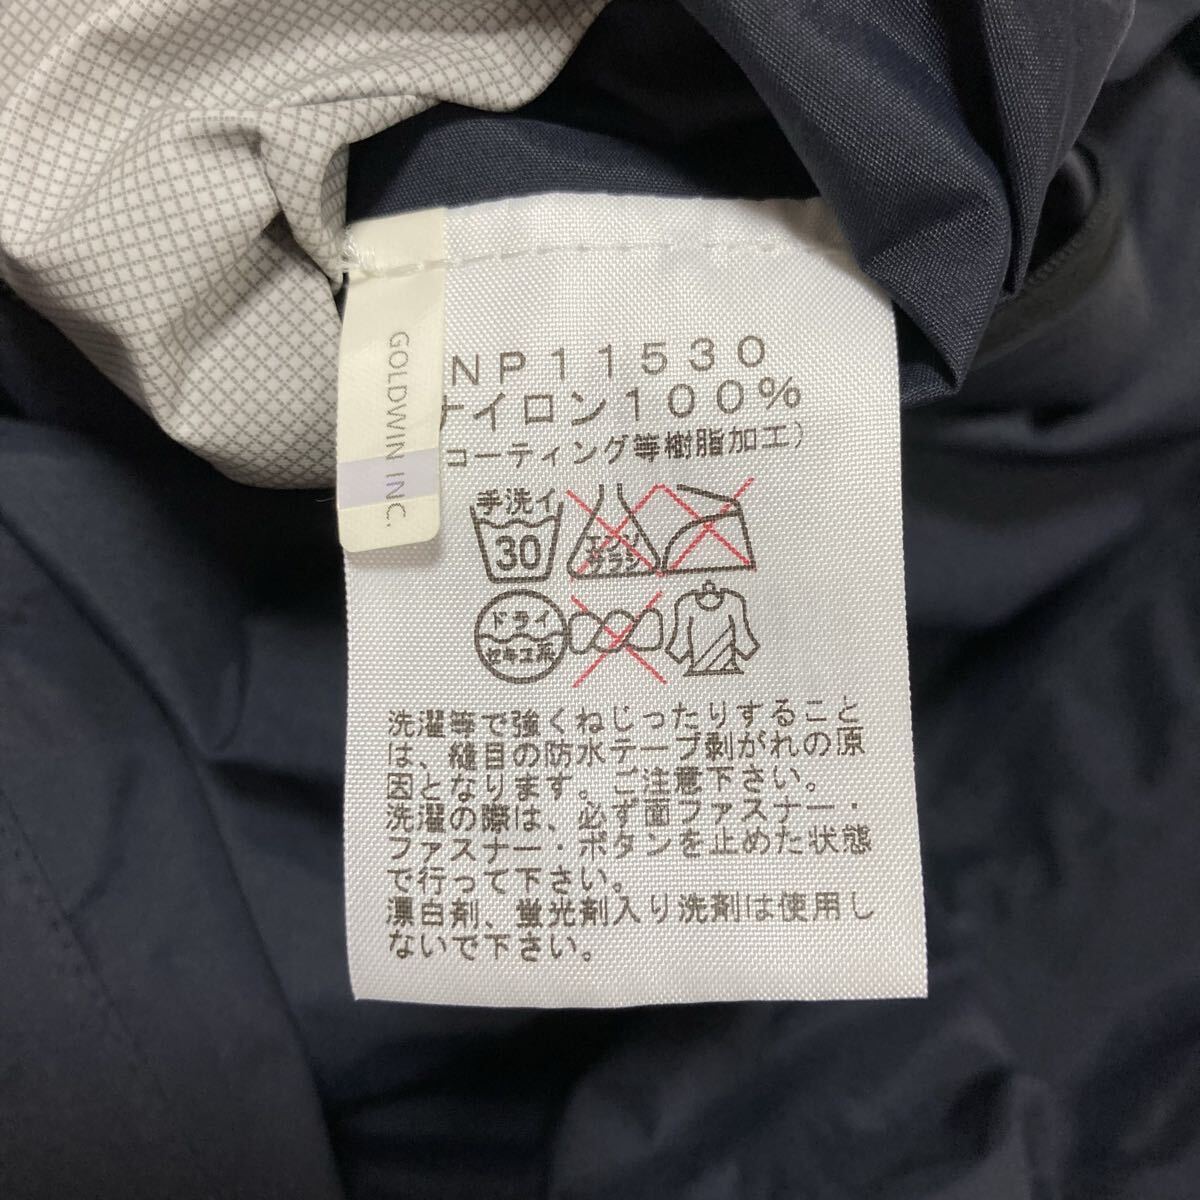 GOLDWIN INC.
NP11530
ナイロン100%
コーティング等樹脂加工)
手洗イ
30
エンソ
サラシ
ドライ
セキユ系
洗濯等で強くねじったりすること
は、縫目の防水テープ剥がれの原
因となります。ご注意下さい。
洗濯の際は、必ず面ファスナー・
ファスナー・ボタンを止めた状態
で行って下さい。
漂白剤、蛍光剤入り洗剤は使用し
ないで下さい。